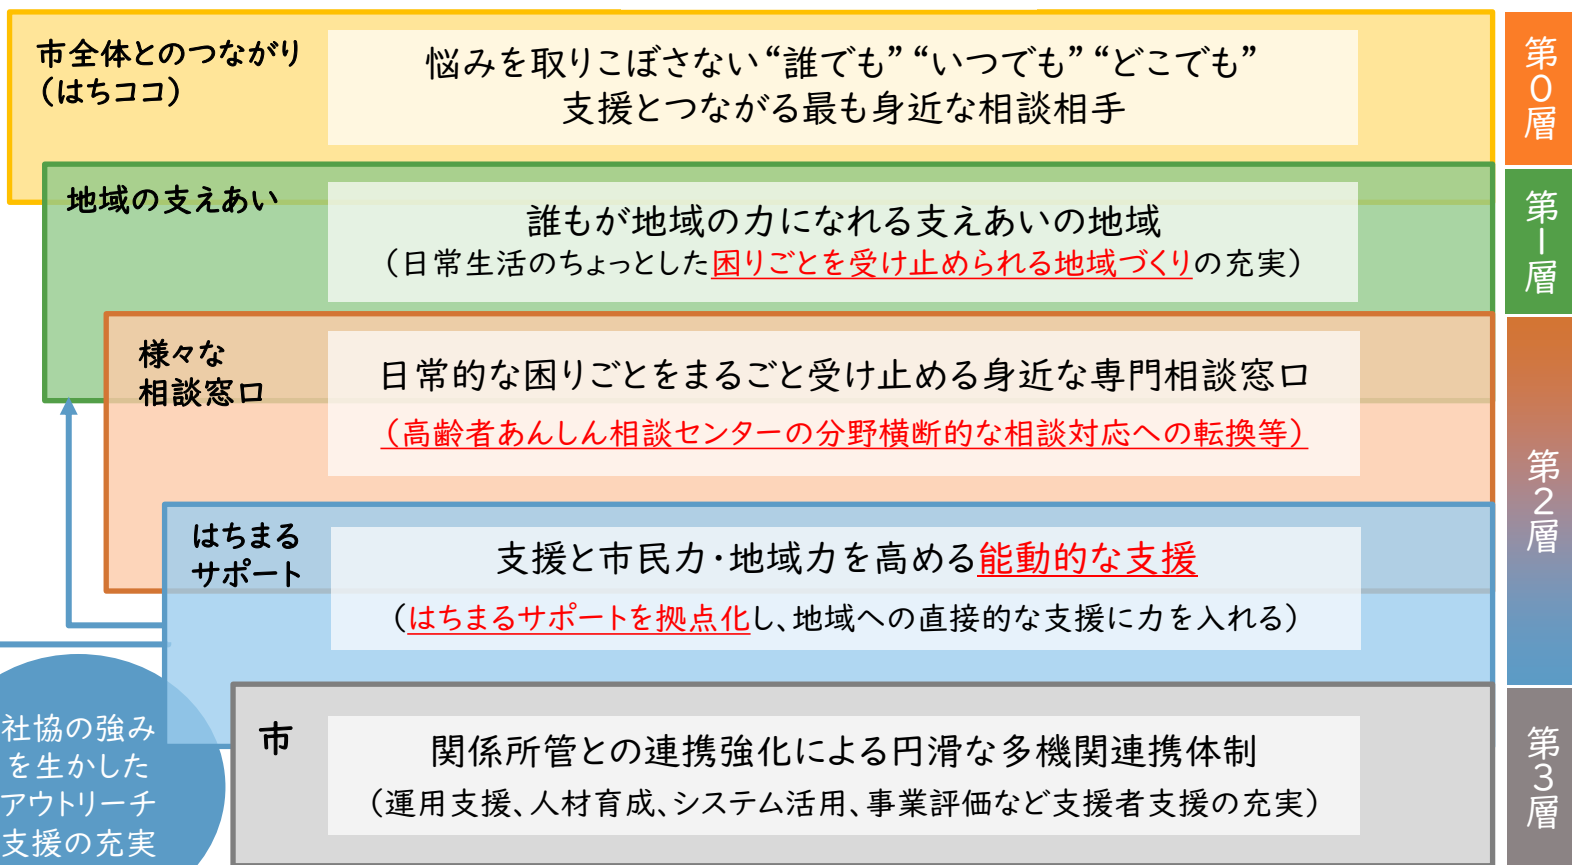 市全体とのつながり
（はちココ）
悩みを取りこぼさない“誰でも” “いつでも” “どこでも”
支援とつながる最も身近な相談相手
第0層
地域の支えあい
誰もが地域の力になれる支えあいの地域
（日常生活のちょっとした困りごとを受け止められる地域づくりの充実）
第1層
様々な
相談窓口
日常的な困りごとをまるごと受け止める身近な専門相談窓口
（高齢者あんしん相談センターの分野横断的な相談対応への転換等）
第2層
はちまる
サポート
支援と市民力・地域力を高める能動的な支援
（はちまるサポートを拠点化し、地域への直接的な支援に力を入れる）
社協の強み
を生かした
アウトリーチ
支援の充実
市
関係所管との連携強化による円滑な多機関連携体制
（運用支援、人材育成、システム活用、事業評価など支援者支援の充実）
第3層